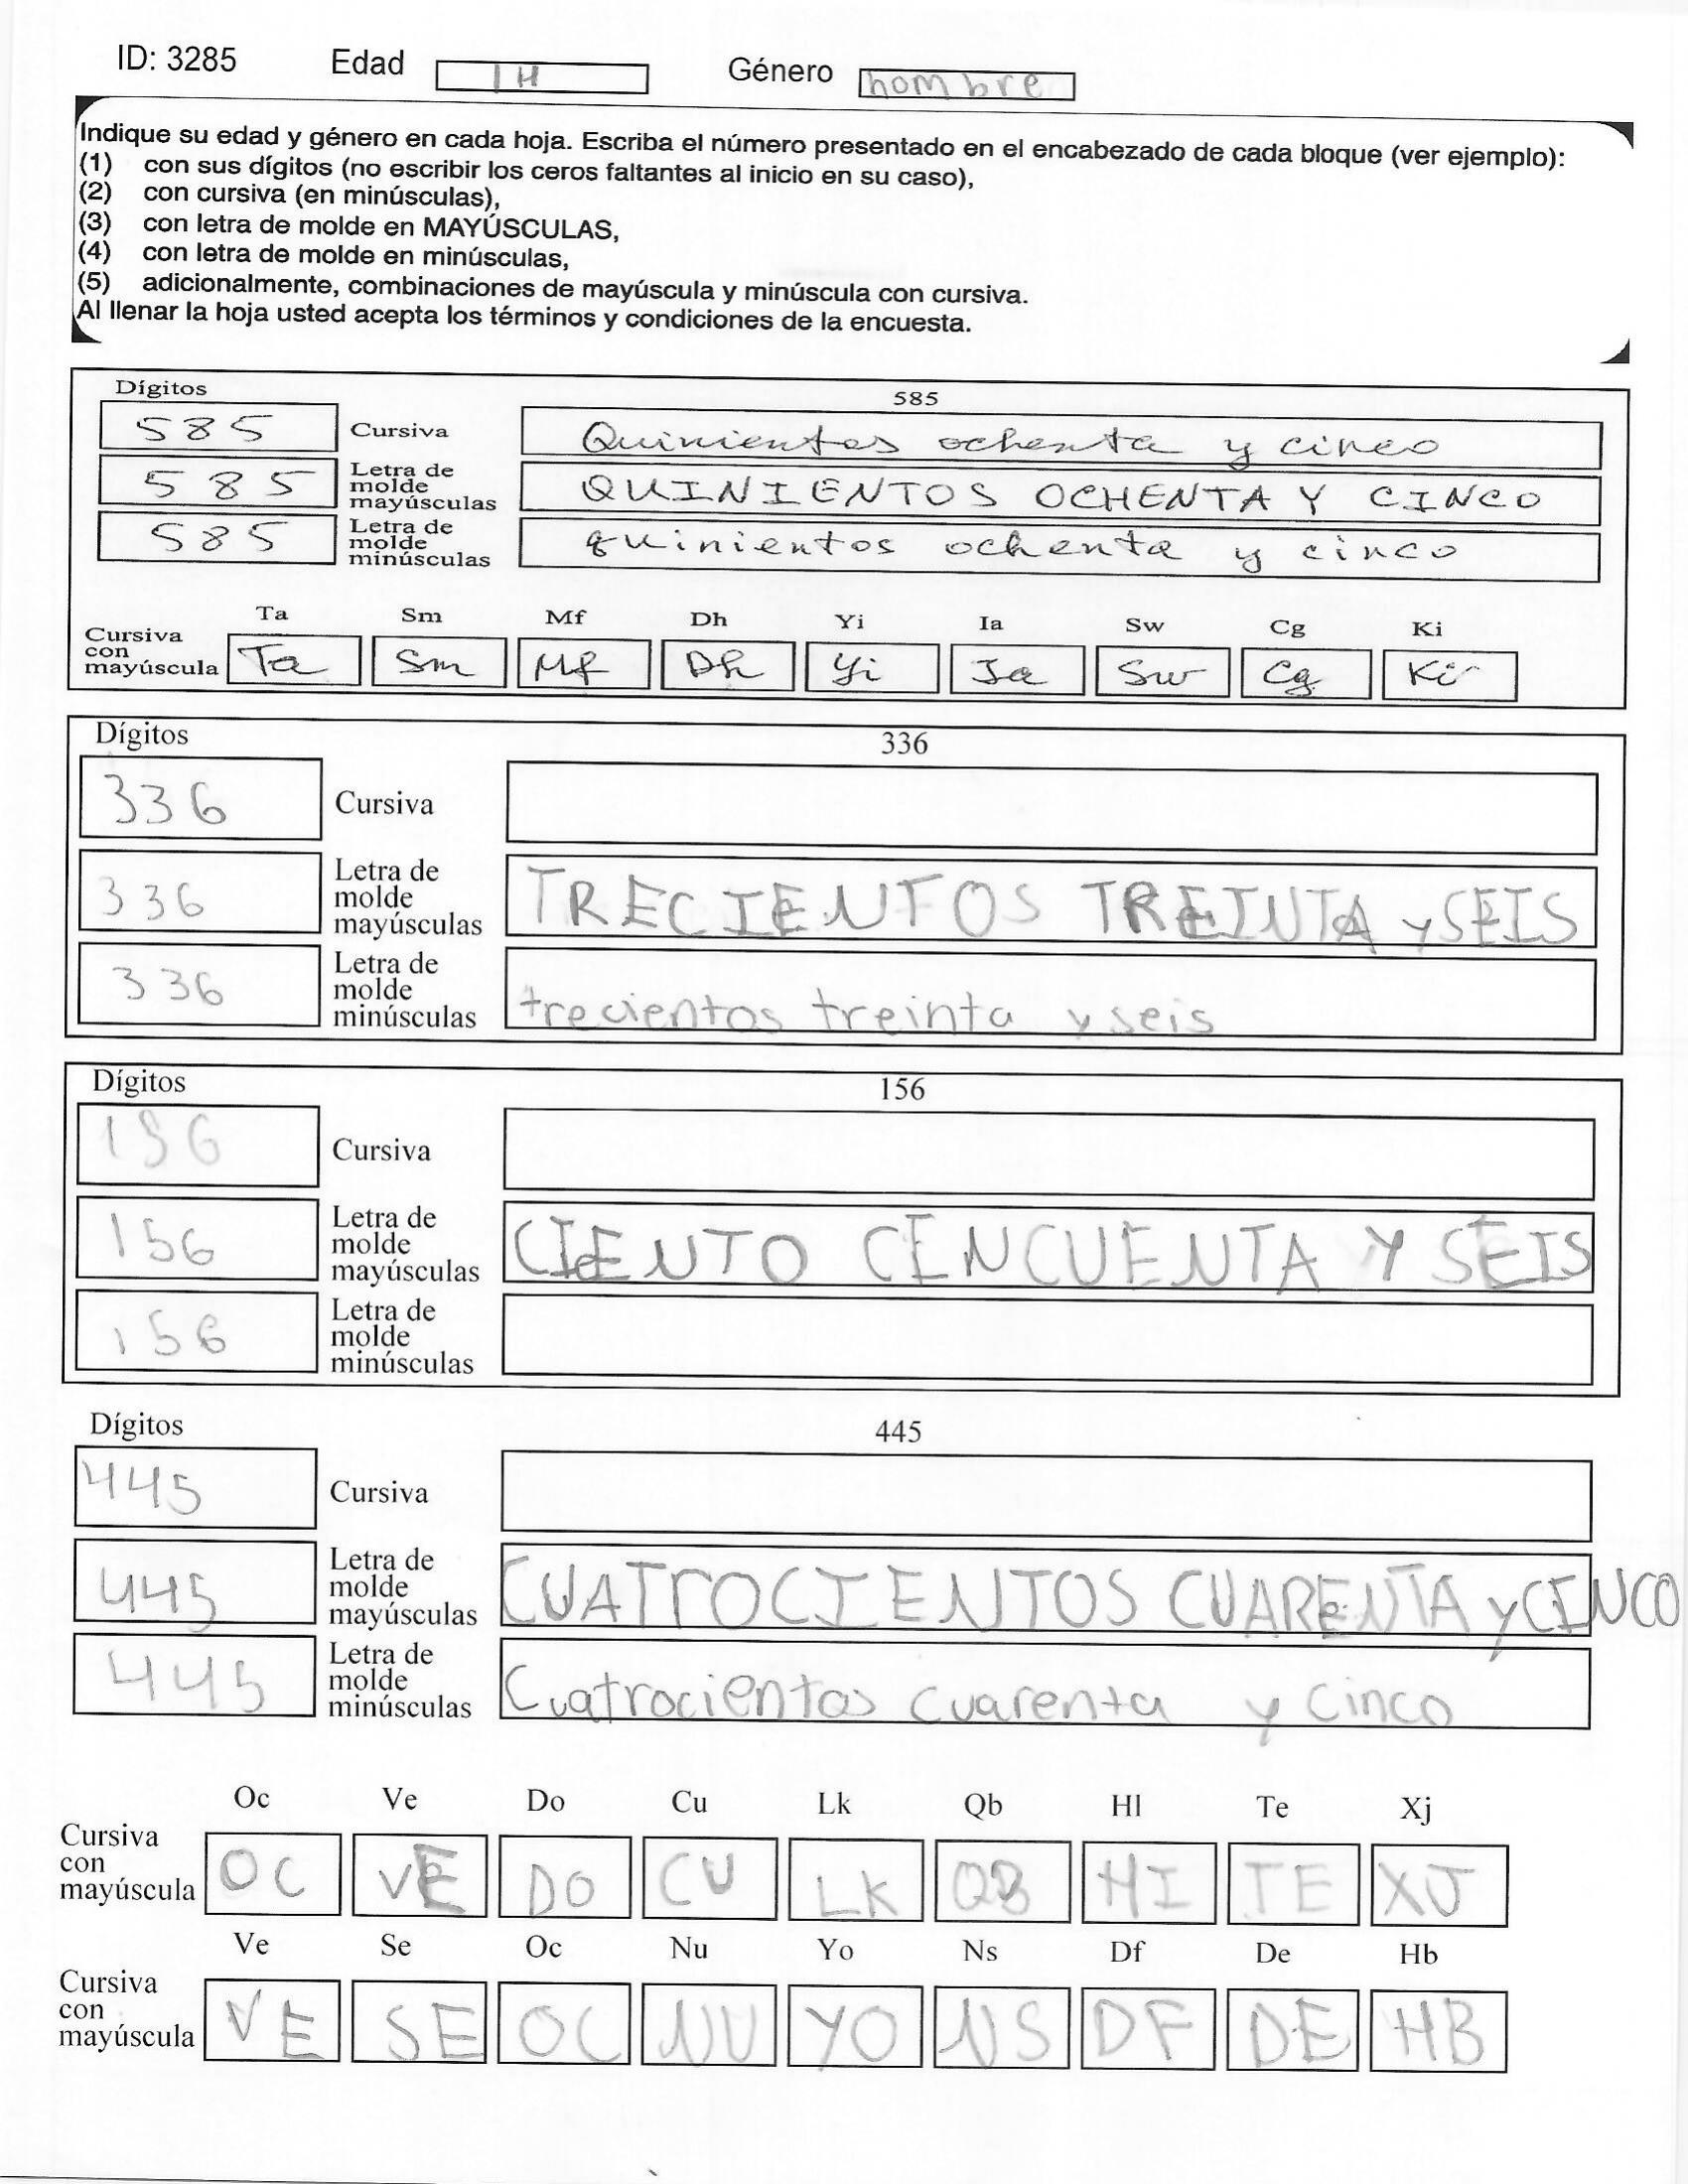 ID: 3285 Edad 14 Género hombre
Indique su edad y género en cada hoja. Escriba el número presentado en el encabezado de cada bloque (ver ejemplo):
(1) con sus dígitos (no escribir los ceros faltantes al inicio en su caso),
(2) con cursiva (en minúsculas),
(3) con letra de molde en MAYÚSCULAS,
(4) con letra de molde en minúsculas,
(5) adicionalmente, combinaciones de mayúscula y minúscula con cursiva.
Al llenar la hoja usted acepta los términos y condiciones de la encuesta.
Dígitos 585
585 Cursiva Quinientos ochenta y cinco
585 Letra de molde mayúsculas QUINIENTOS OCHENTA Y CINCO
585 Letra de molde minúsculas quinientos ochenta y cinco
Ta Sm Mf Dh Yi Ia Sw Cg Ki
Cursiva con mayúscula Ta Sm Mf Dh Yi Ia Sw Cg Ki
Dígitos 336
336 Cursiva
336 Letra de molde mayúsculas TRECIENTOS TREINTA y SEIS
336 Letra de molde minúsculas trecientos treinta y seis
Dígitos 156
156 Cursiva
156 Letra de molde mayúsculas CIENTO CINCUENTA Y SEIS
156 Letra de molde minúsculas
Dígitos 445
445 Cursiva
445 Letra de molde mayúsculas CUATROCIENTOS CUARENTA y CINCO
445 Letra de molde minúsculas Cuatrocientos cuarenta y cinco
Oc Ve Do Cu Lk Qb Hl Te Xj
Cursiva con mayúscula OC VE DO CU LK QB HI TE XJ
Ve Se Oc Nu Yo Ns Df De Hb
Cursiva con mayúscula VE SE OC NU YO NS DF DE HB